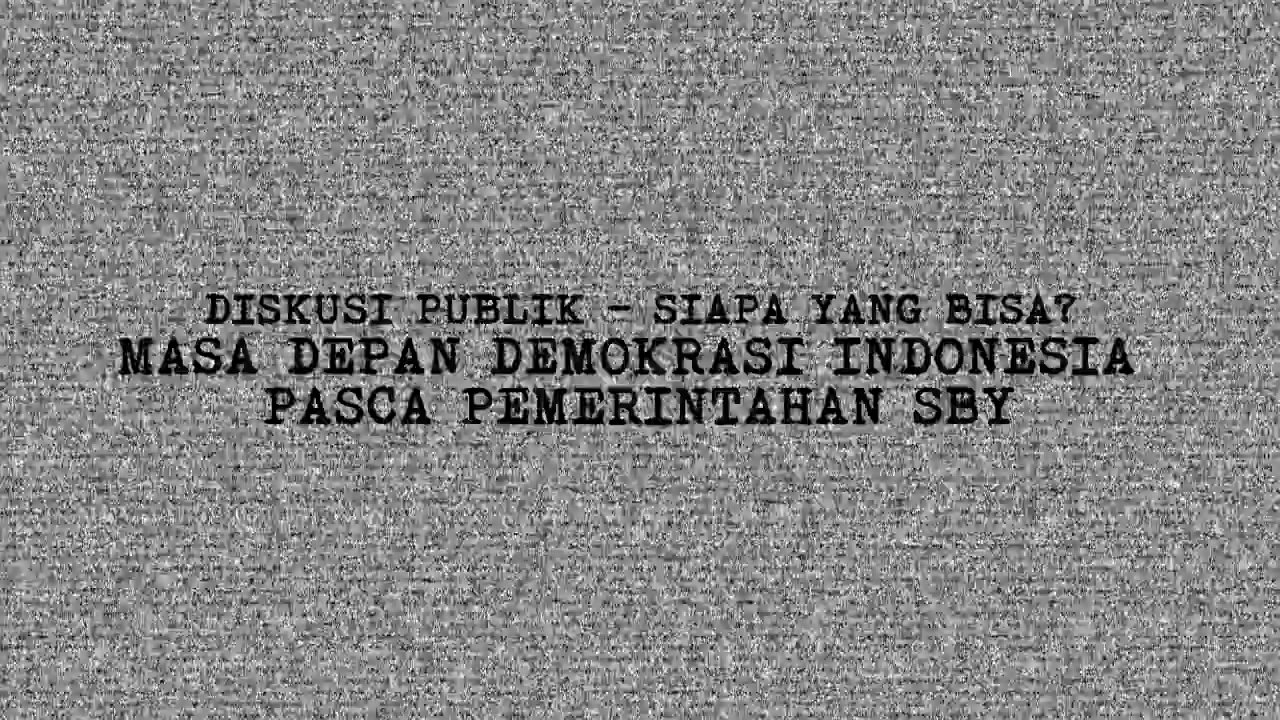 DISKUSI PUBLIK - SIAPA YANG BISA?
MASA DEPAN DEMOKRASI INDONESIA
PASCA PEMERINTAHAN SBY